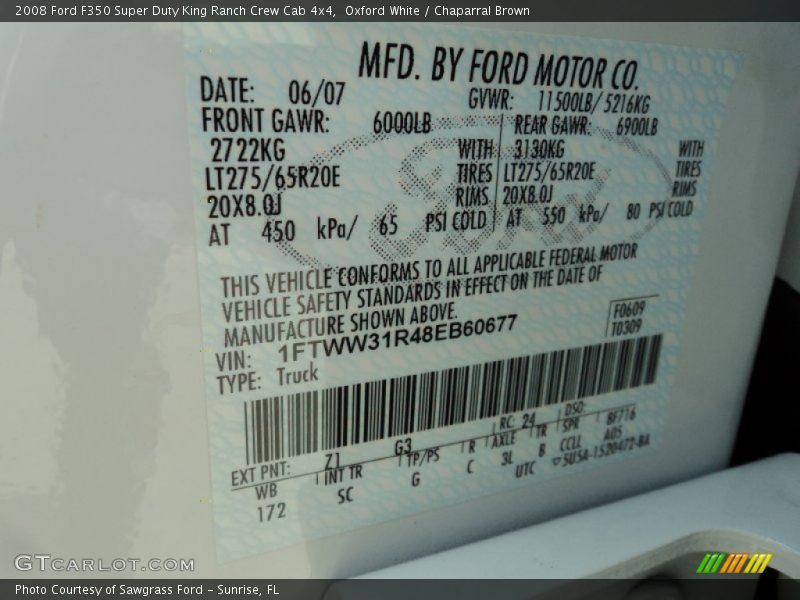 2008 Ford F350 Super Duty King Ranch Crew Cab 4x4, Oxford White / Chaparral Brown
MFD. BY FORD MOTOR CO.
DATE: 06/07 GVWR: 11500LB/ 5216KG
FRONT GAWR: 6000LB REAR GAWR: 6900LB
2722KG WITH 3130KG WITH
LT275/65R20E TIRES LT275/65R20E TIRES
20X8.0J RIMS 20X8.0J RIMS
AT 450 kPa/ 65 PSI COLD AT 550 kPa/ 80 PSI COLD
THIS VEHICLE CONFORMS TO ALL APPLICABLE FEDERAL MOTOR
VEHICLE SAFETY STANDARDS IN EFFECT ON THE DATE OF
MANUFACTURE SHOWN ABOVE.
F0609
T0309
VIN: 1FTWW31R48EB60677
TYPE: Truck
EXT PNT: Z1 G3 RC: 24 DSO:
WB INT TR TP/PS R AXLE TR SPR BF716
172 SC G C 3L B CCLL A05
UTC 5U5A-1520472-BA
GTCARLOT.COM
Photo Courtesy of Sawgrass Ford - Sunrise, FL